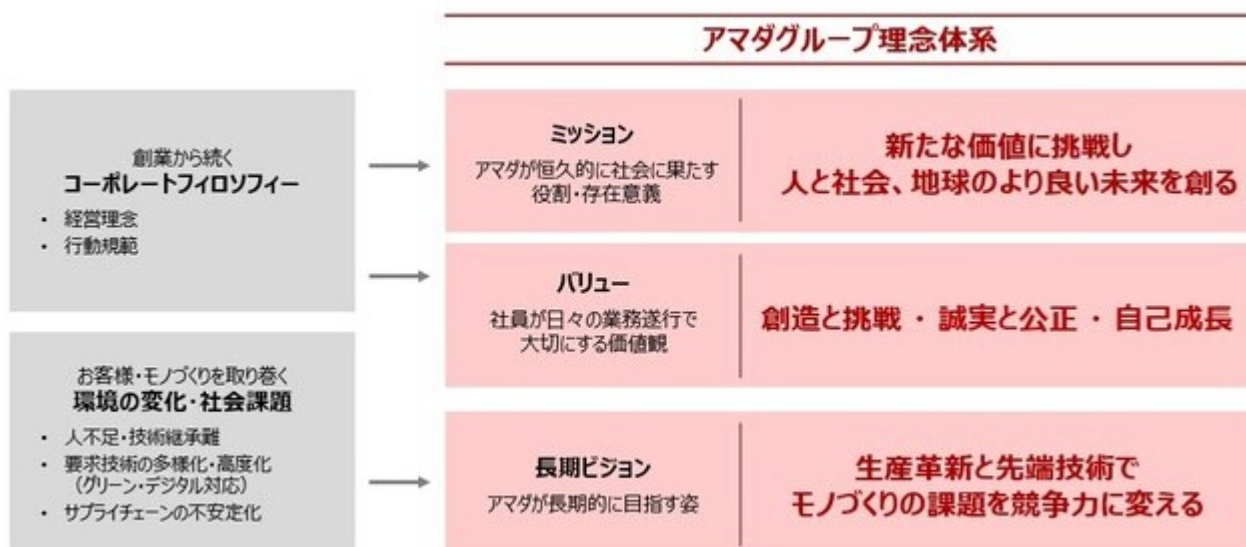 アマダグループ理念体系
創業から続く
コーポレートフィロソフィー
• 経営理念
• 行動規範
お客様・モノづくりを取り巻く
環境の変化・社会課題
• 人不足・技術継承難
• 要求技術の多様化・高度化
(グリーン・デジタル対応)
• サプライチェーンの不安定化
ミッション
アマダが恒久的に社会に果たす
役割・存在意義
新たな価値に挑戦し
人と社会、地球のより良い未来を創る
バリュー
社員が日々の業務遂行で
大切にする価値観
創造と挑戦 ・ 誠実と公正 ・ 自己成長
長期ビジョン
アマダが長期的に目指す姿
生産革新と先端技術で
モノづくりの課題を競争力に変える